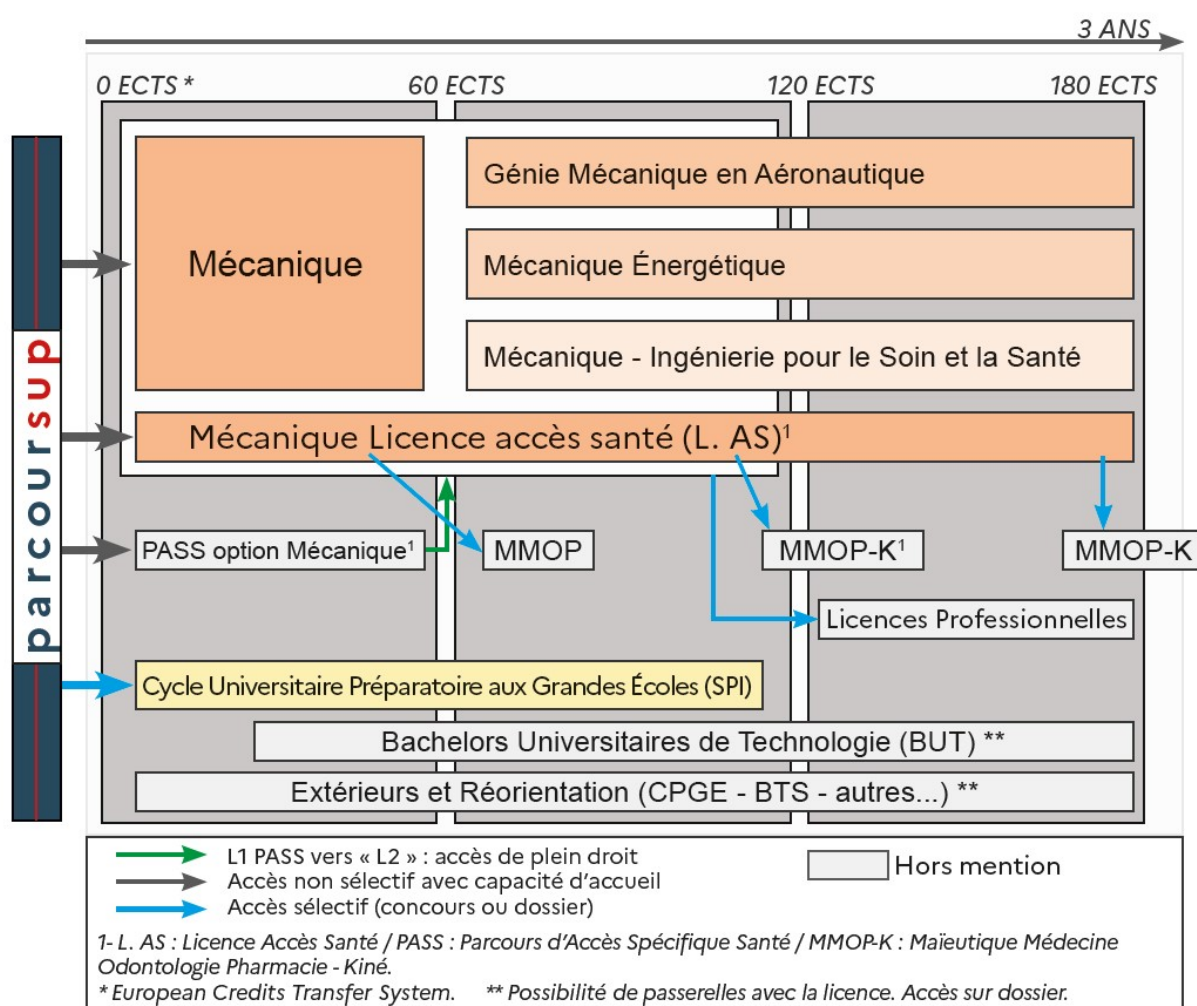 3 ANS
0 ECTS *
60 ECTS
120 ECTS
180 ECTS
parcoursup
Mécanique
Génie Mécanique en Aéronautique
Mécanique Énergétique
Mécanique - Ingénierie pour le Soin et la Santé
Mécanique Licence accès santé (L. AS)¹
PASS option Mécanique¹
MMOP
MMOP-K¹
MMOP-K
Licences Professionnelles
Cycle Universitaire Préparatoire aux Grandes Écoles (SPI)
Bachelors Universitaires de Technologie (BUT) **
Extérieurs et Réorientation (CPGE - BTS - autres...) **
L1 PASS vers « L2 » : accès de plein droit
Accès non sélectif avec capacité d’accueil
Accès sélectif (concours ou dossier)
Hors mention
1- L. AS : Licence Accès Santé / PASS : Parcours d’Accès Spécifique Santé / MMOP-K : Maïeutique Médecine
Odontologie Pharmacie - Kiné.
* European Credits Transfer System. ** Possibilité de passerelles avec la licence. Accès sur dossier.